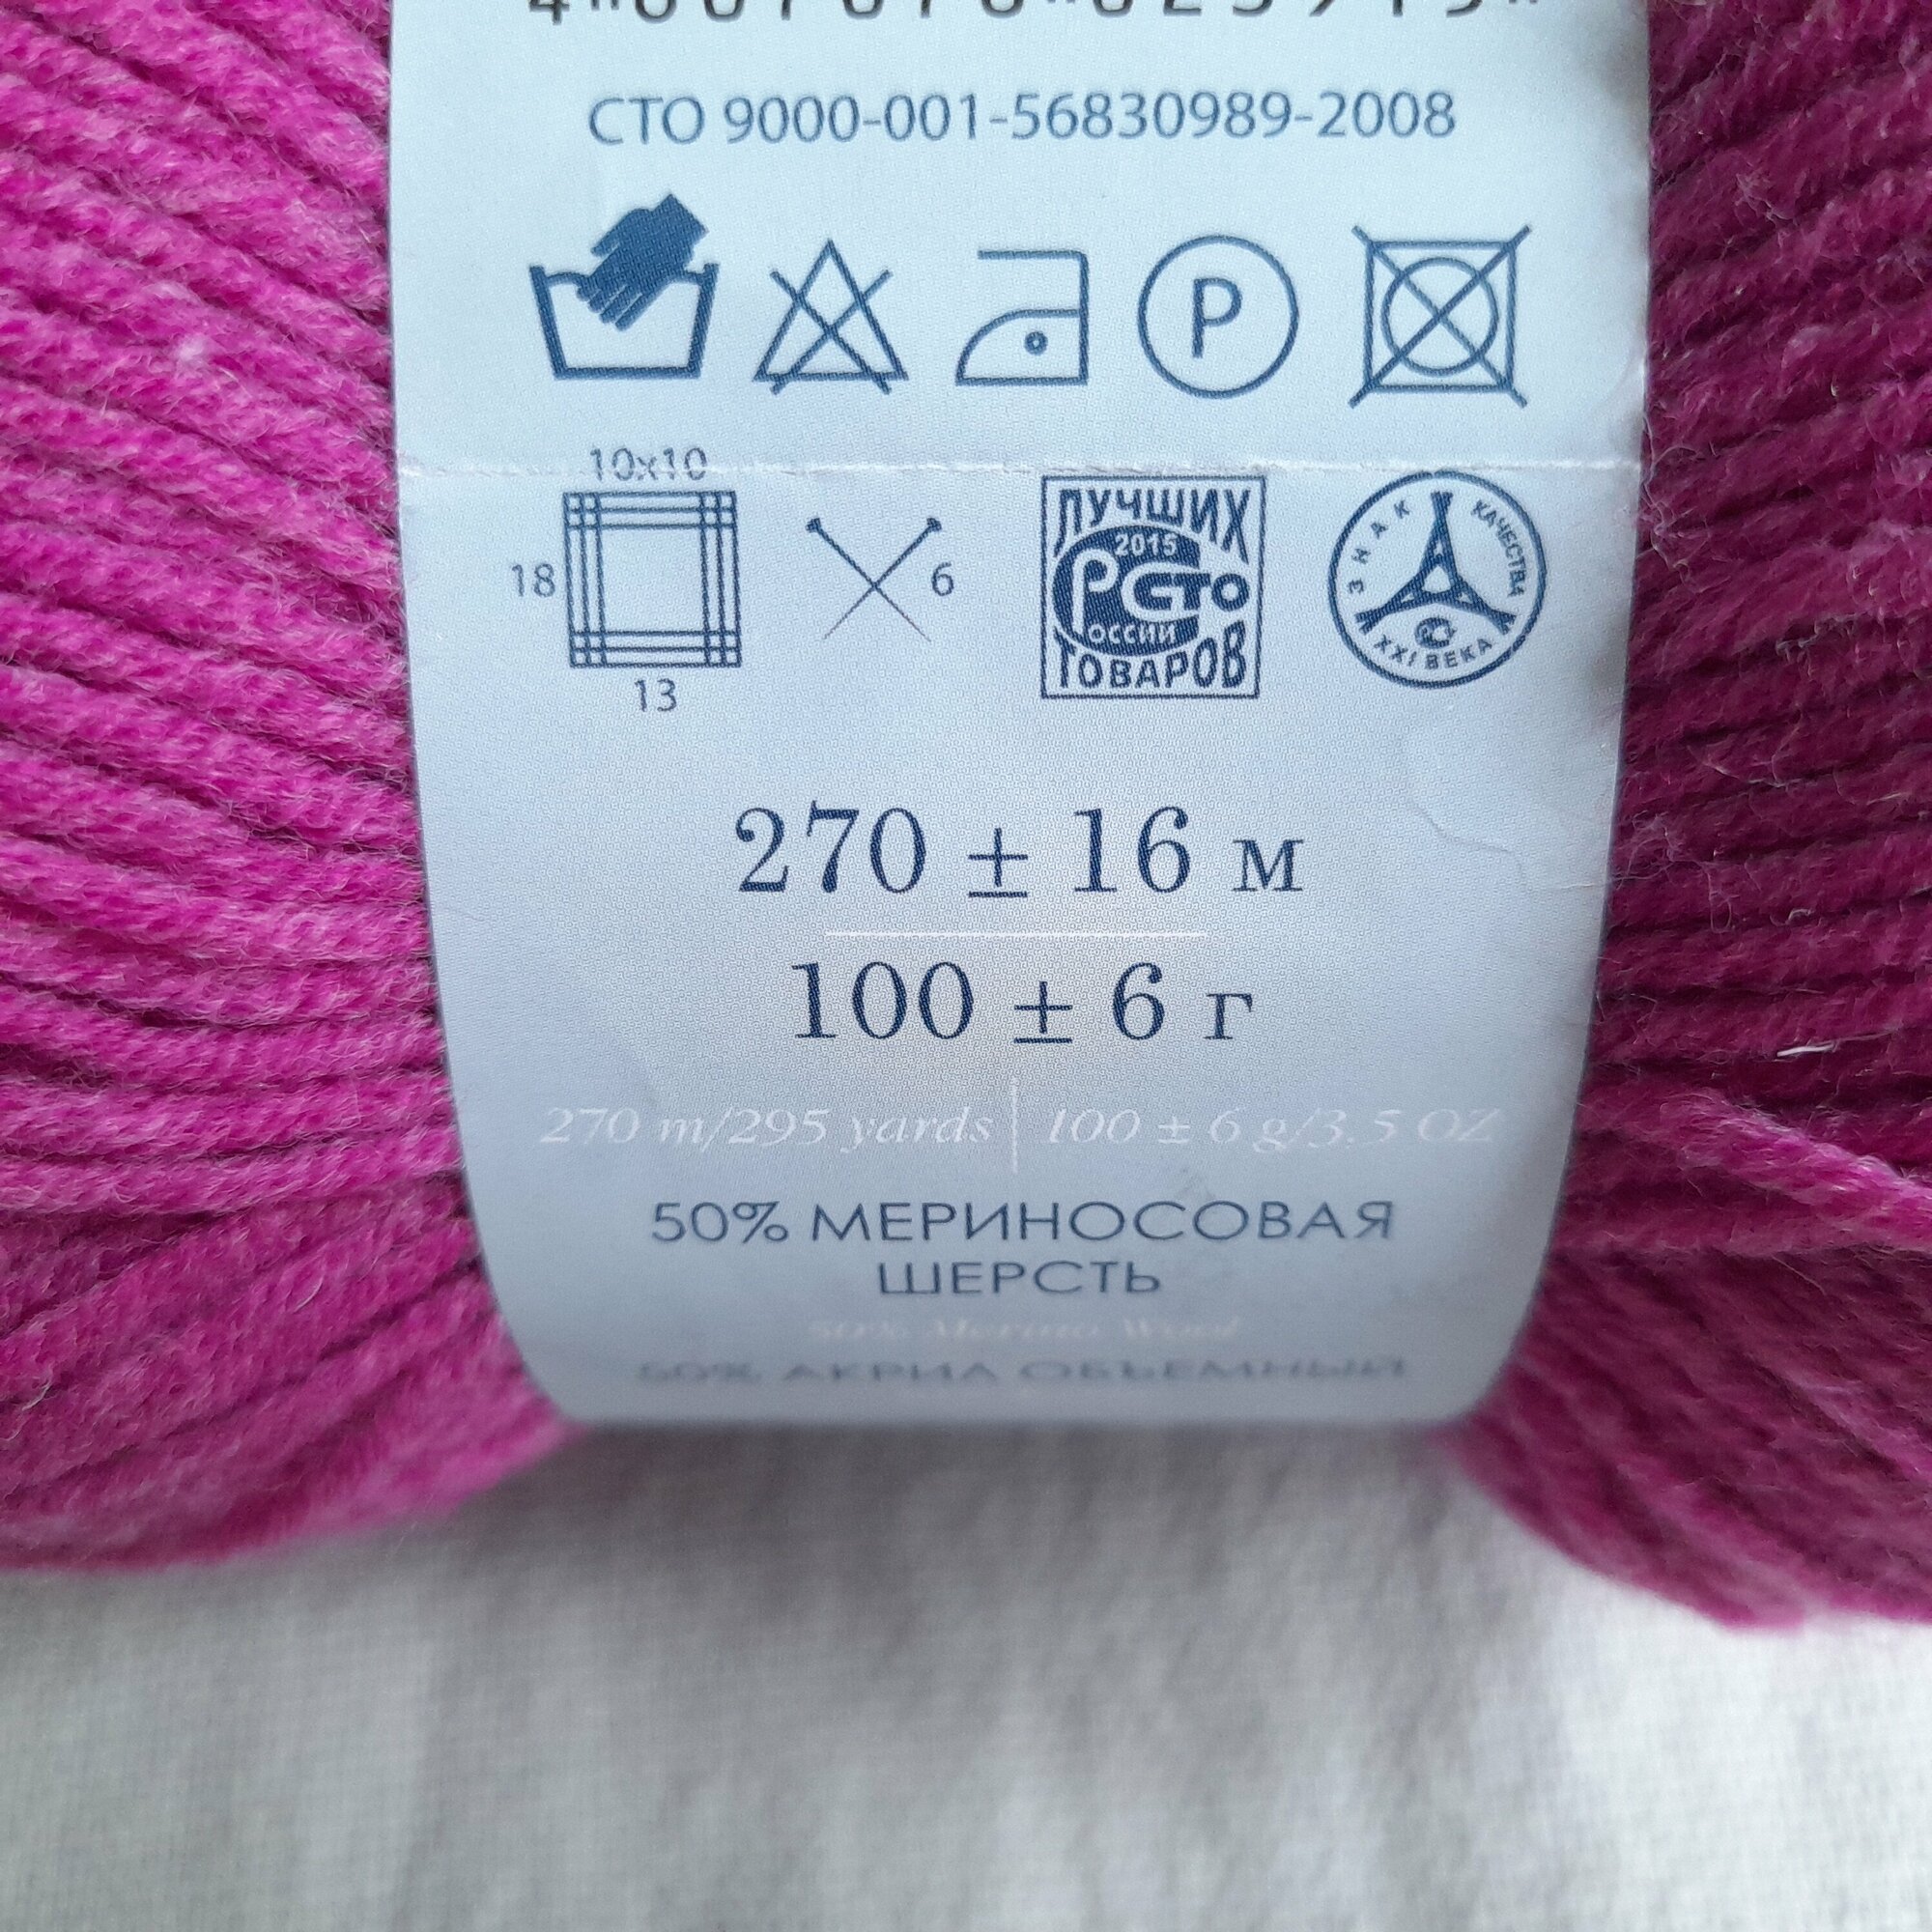 СТО 9000-001-56830989-2008
P
10x10
18
6
13
ЛУЧШИХ
2015
СТО
РОССИИ
ТОВАРОВ
ЗНАК КАЧЕСТВА
XXI ВЕКА
270 ± 16 м
100 ± 6 г
270 m/295 yards | 100 ± 6 g/3.5 OZ
50% МЕРИНОСОВАЯ
ШЕРСТЬ
50% Merino Wool
50% АКРИЛ ОБЪЕМНЫЙ